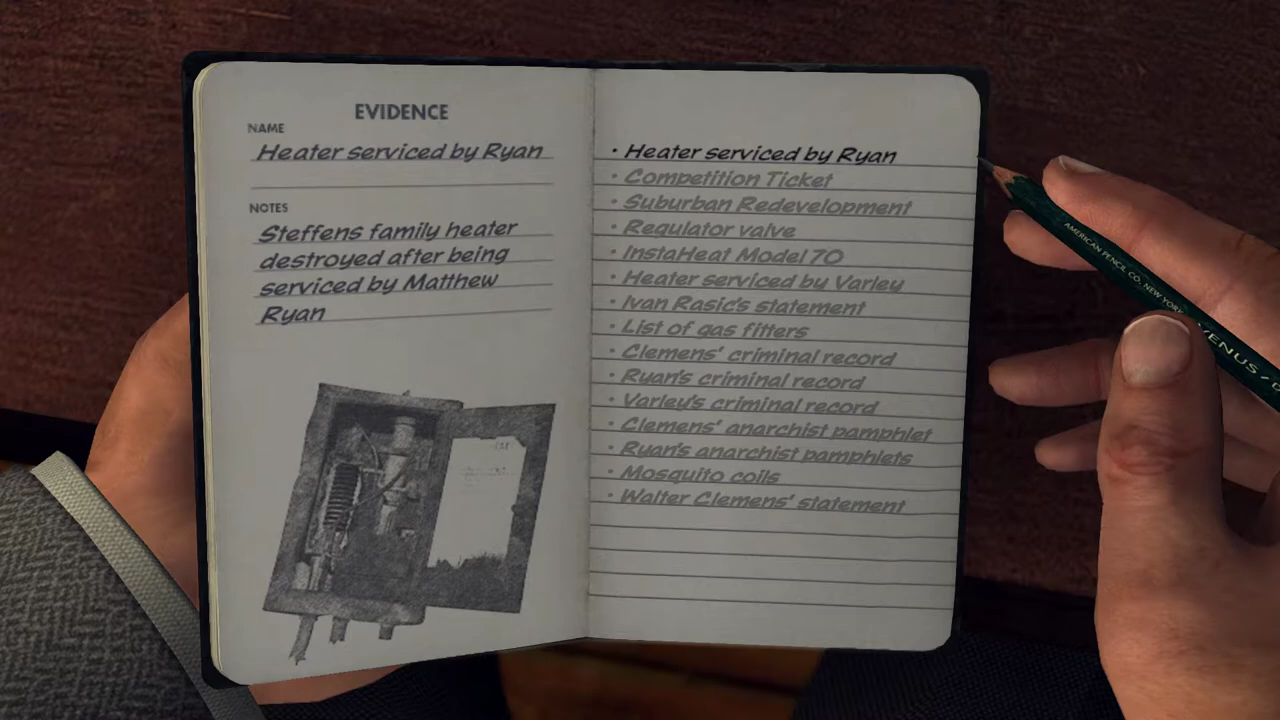 EVIDENCE
NAME
Heater serviced by Ryan
NOTES
Steffens family heater
destroyed after being
serviced by Matthew
Ryan
• Heater serviced by Ryan
• Competition Ticket
• Suburban Redevelopment
• Regulator valve
• InstaHeat Model 70
• Heater serviced by Varley
• Ivan Rasic's statement
• List of gas fitters
• Clemens' criminal record
• Ryan's criminal record
• Varley's criminal record
• Clemens' anarchist pamphlet
• Ryan's anarchist pamphlets
• Mosquito coils
• Walter Clemens' statement
AMERICAN PENCIL CO. NEW YORK VENUS